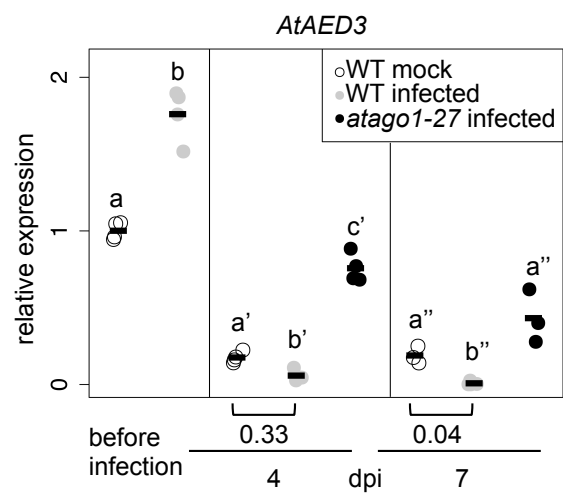 AtAED3
WT mock
WT infected
atago1-27 infected
relative expression
2
1
0
a
b
a’
b’
c’
a’’
b’’
a’’
before
infection
0.33
0.04
4
dpi
7